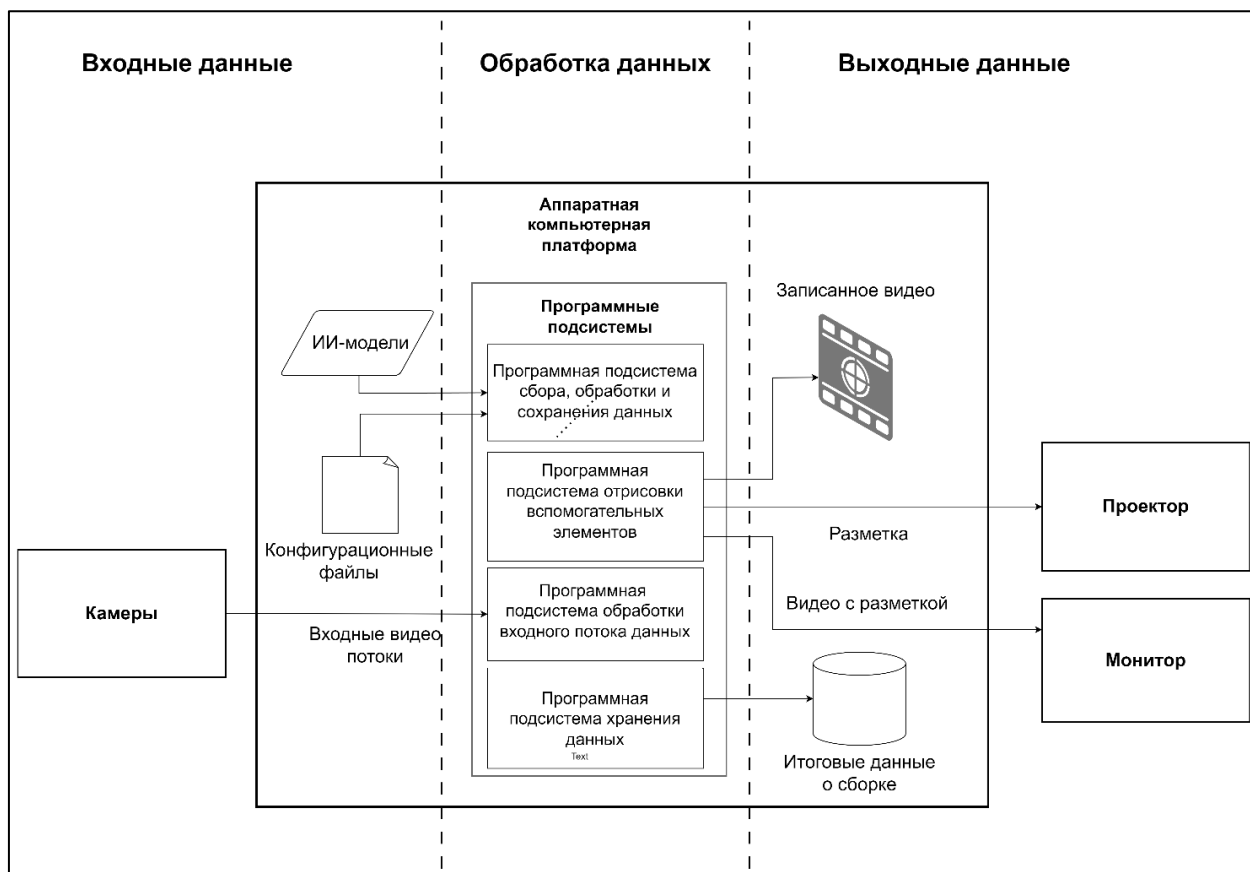 Входные данные
Обработка данных
Выходные данные
Аппаратная
компьютерная
платформа
Программные
подсистемы
ИИ-модели
Программная подсистема
сбора, обработки и
сохранения данных
Записанное видео
Конфигурационные
файлы
Программная
подсистема отрисовки
вспомогательных
элементов
Разметка
Проектор
Камеры
Входные видео
потоки
Программная
подсистема обработки
входного потока данных
Видео с разметкой
Монитор
Программная
подсистема хранения
данных
Text
Итоговые данные
о сборке